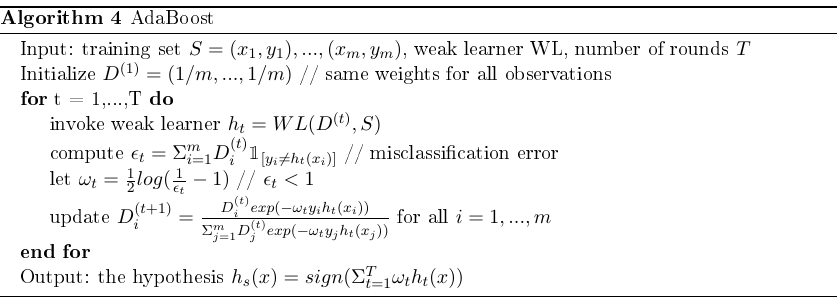 Algorithm 4 AdaBoost
Input: training set $S = (x_1, y_1), ..., (x_m, y_m)$, weak learner WL, number of rounds $T$
Initialize $D^{(1)} = (1/m, ..., 1/m)$ // same weights for all observations
for t = 1,...,T do
invoke weak learner $h_t = WL(D^{(t)}, S)$
compute $\epsilon_t = \Sigma_{i=1}^{m} D_i^{(t)} \mathbb{1}_{[y_i \neq h_t(x_i)]}$ // misclassification error
let $\omega_t = \frac{1}{2} log(\frac{1}{\epsilon_t} - 1)$ // $\epsilon_t < 1$
update $D_i^{(t+1)} = \frac{D_i^{(t)} exp(-\omega_t y_i h_t(x_i))}{\Sigma_{j=1}^{m} D_j^{(t)} exp(-\omega_t y_j h_t(x_j))}$ for all $i = 1, ..., m$
end for
Output: the hypothesis $h_s(x) = sign(\Sigma_{t=1}^{T} \omega_t h_t(x))$